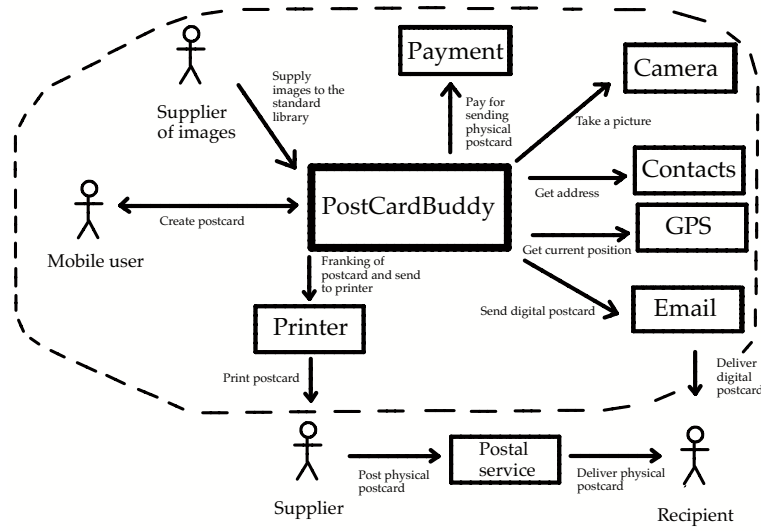 Payment
Camera
Supplier
of images
Supply
images to the
standard
library
Pay for
sending
physical
postcard
Take a picture
Contacts
Get address
PostCardBuddy
Create postcard
Mobile user
GPS
Get current position
Franking of
postcard and send
to printer
Send digital postcard
Email
Printer
Print postcard
Deliver
digital
postcard
Supplier
Post physical
postcard
Postal
service
Deliver physical
postcard
Recipient